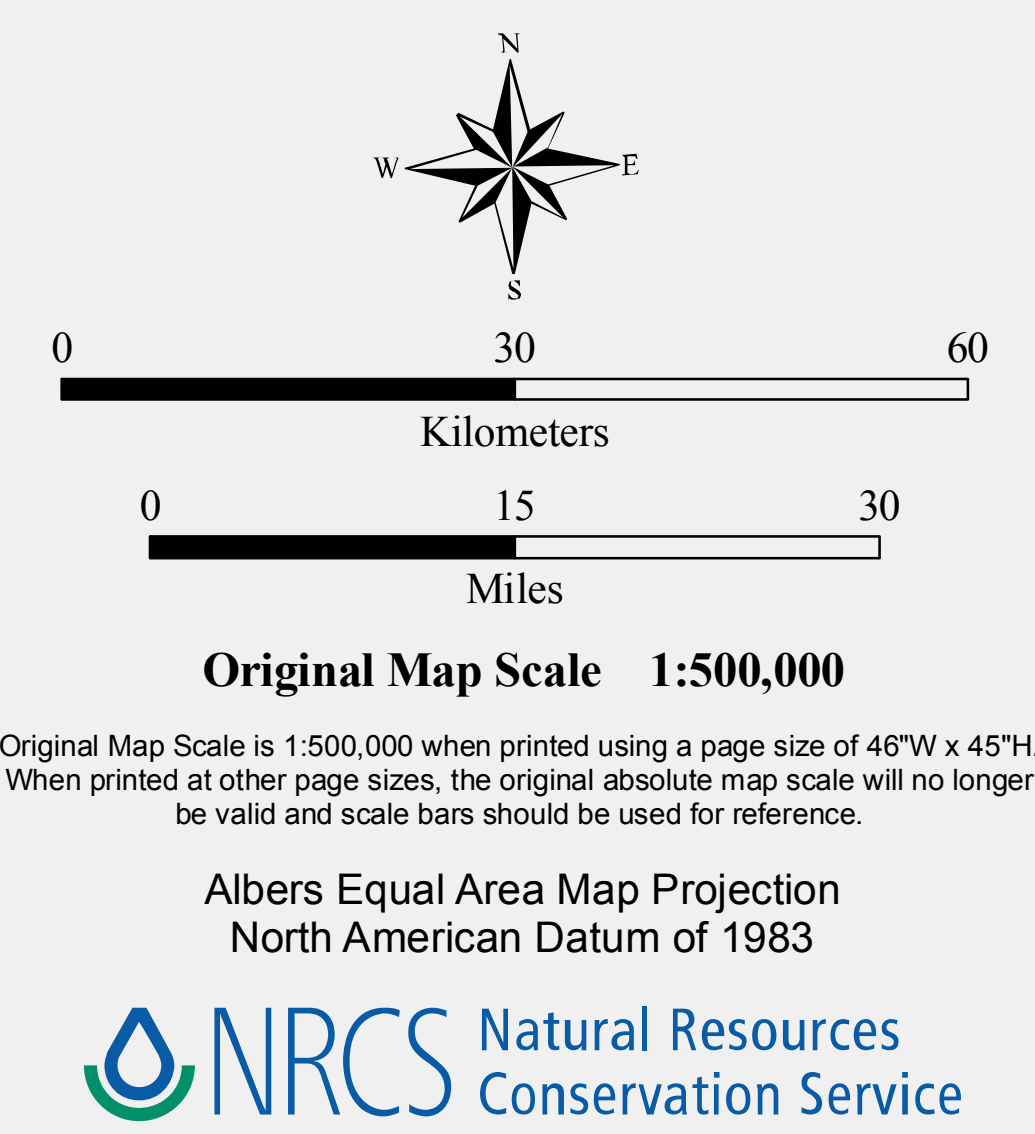 N
W E
S
0 30 60
Kilometers
0 15 30
Miles
Original Map Scale 1:500,000
Original Map Scale is 1:500,000 when printed using a page size of 46"W x 45"H.
When printed at other page sizes, the original absolute map scale will no longer
be valid and scale bars should be used for reference.
Albers Equal Area Map Projection
North American Datum of 1983
NRCS Natural Resources
Conservation Service